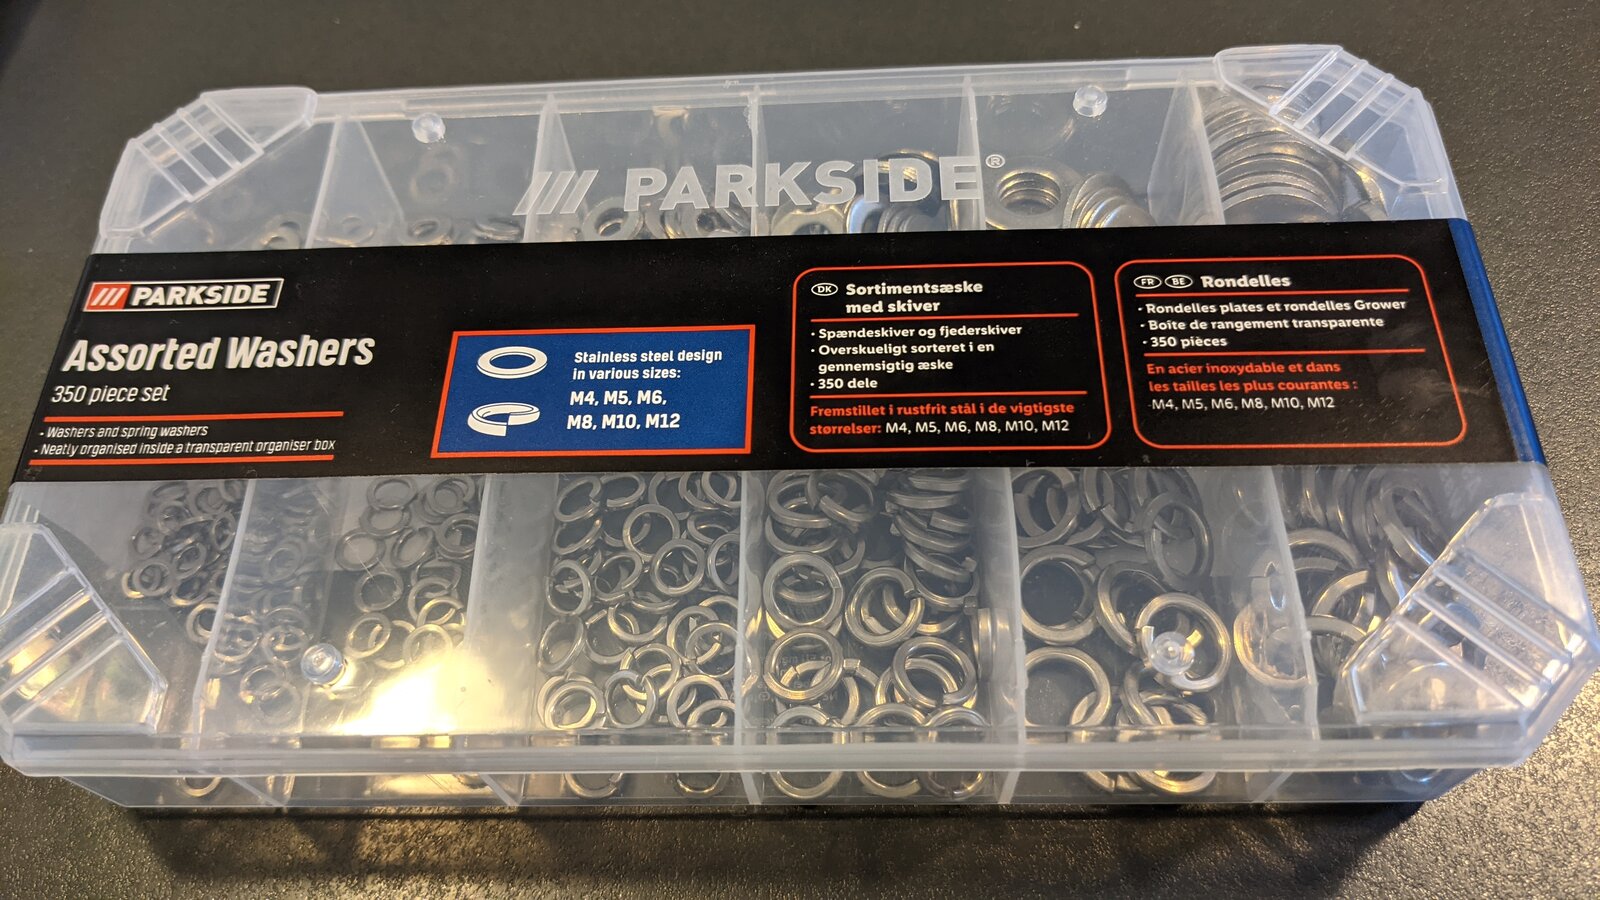 PARKSIDE®
PARKSIDE
Assorted Washers
350 piece set
· Washers and spring washers
· Neatly organised inside a transparent organiser box
Stainless steel design
in various sizes:
M4, M5, M6,
M8, M10, M12
DK Sortimentsæske
med skiver
· Spændeskiver og fjederskiver
· Overskueligt sorteret i en
gennemsigtig æske
· 350 dele
Fremstillet i rustfrit stål i de vigtigste
størrelser: M4, M5, M6, M8, M10, M12
FR BE Rondelles
· Rondelles plates et rondelles Grower
· Boîte de rangement transparente
· 350 pièces
En acier inoxydable et dans
les tailles les plus courantes :
M4, M5, M6, M8, M10, M12